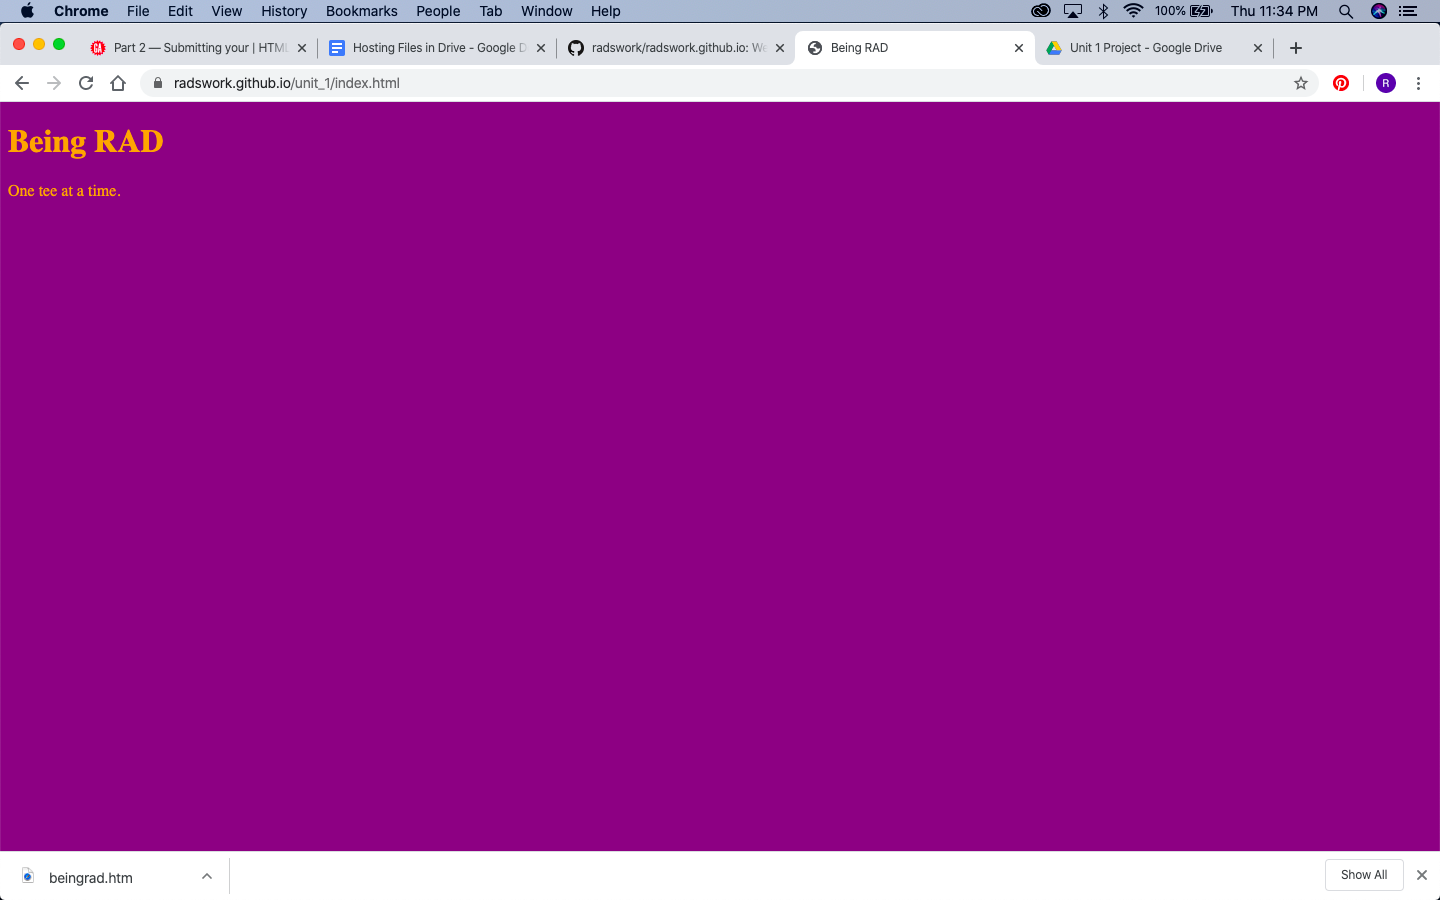 Chrome File Edit View History Bookmarks People Tab Window Help 100% Thu 11:34 PM
GA Part 2 — Submitting your | HTML Hosting Files in Drive - Google D radswork/radswork.github.io: We Being RAD Unit 1 Project - Google Drive
radswork.github.io/unit_1/index.html R
Being RAD
One tee at a time.
beingrad.htm Show All